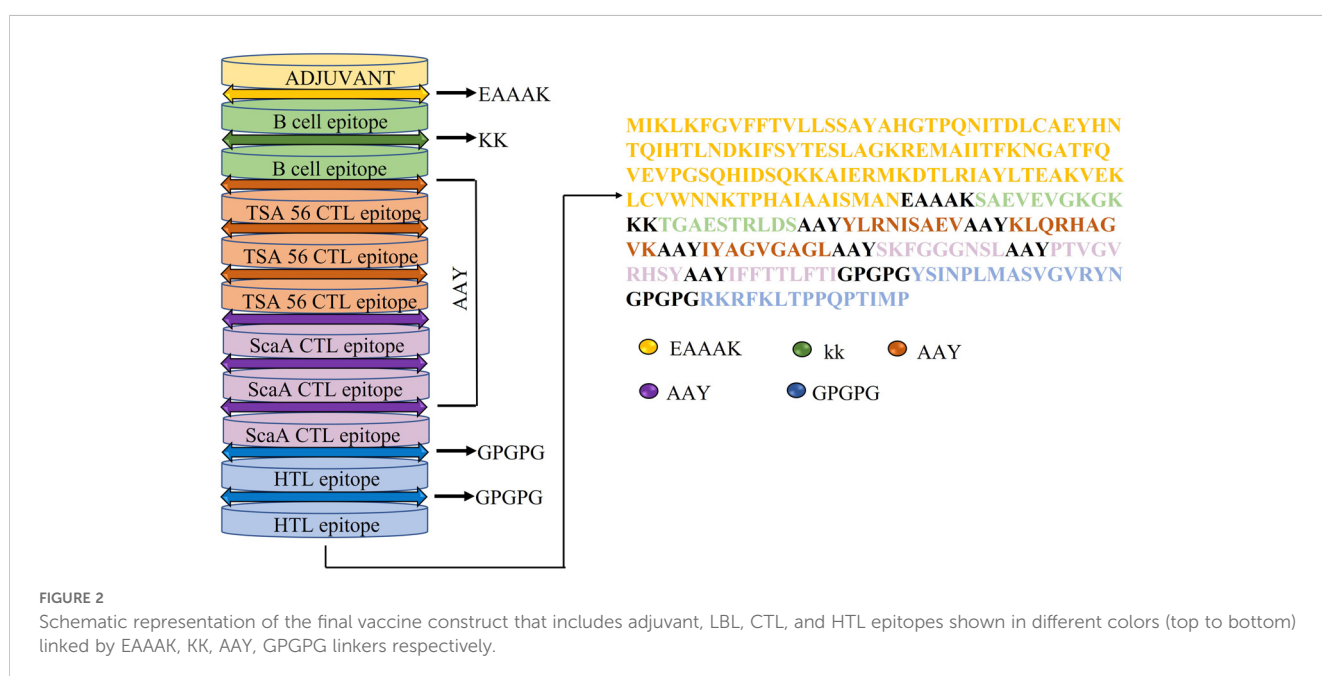 ADJUVANT
EAAAK
B cell epitope
KK
B cell epitope
TSA 56 CTL epitope
TSA 56 CTL epitope
TSA 56 CTL epitope
AAY
ScaA CTL epitope
ScaA CTL epitope
ScaA CTL epitope
GPGPG
HTL epitope
GPGPG
HTL epitope
MIKLKFGVFFTVLLSSAYAHGTPQNITDLCAEYHN
TQIHTLNDKIFSYTESLAGKREMAIITFKNGATFQ
VEVPGSQHIDSQKKAIERMKDTLRIAYLTEAKVEK
LCVWNNKTPHAIAAISMANEAAAKSAEVEVGKGK
KKTGAESTRLDSAAYYLRNISAEVAAYKLQRHAG
VKAAYIYAGVGAGLAAYSKFGGGNSLAAYPTVGV
RHSYAAYIFFTTLFTIGPGPGYSINPLMASVGVRYN
GPGPGRKRFKLTPPQPTIMP
EAAAK
kk
AAY
AAY
GPGPG
FIGURE 2
Schematic representation of the final vaccine construct that includes adjuvant, LBL, CTL, and HTL epitopes shown in different colors (top to bottom)
linked by EAAAK, KK, AAY, GPGPG linkers respectively.